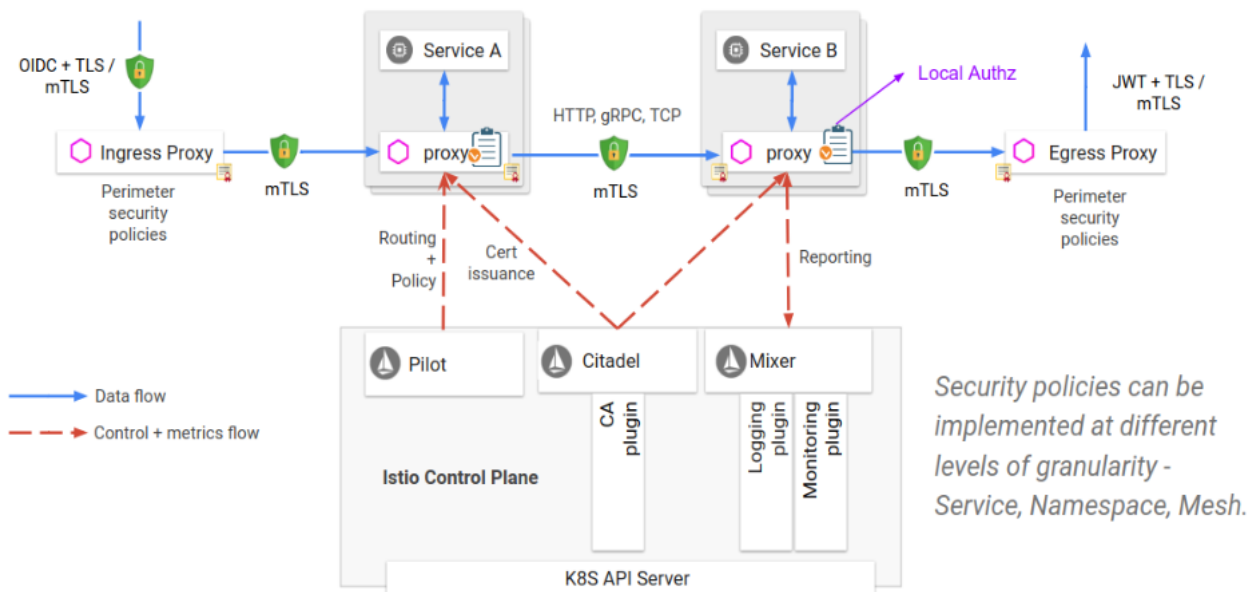 OIDC + TLS /
mTLS
Ingress Proxy
Perimeter
security
policies
mTLS
Service A
proxy
HTTP, gRPC, TCP
mTLS
Service B
proxy
Local Authz
mTLS
JWT + TLS /
mTLS
Egress Proxy
Perimeter
security
policies
Routing
+
Policy
Cert
issuance
Reporting
Pilot
Citadel
Mixer
CA
plugin
Logging
plugin
Monitoring
plugin
Istio Control Plane
K8S API Server
Data flow
Control + metrics flow
Security policies can be
implemented at different
levels of granularity -
Service, Namespace, Mesh.